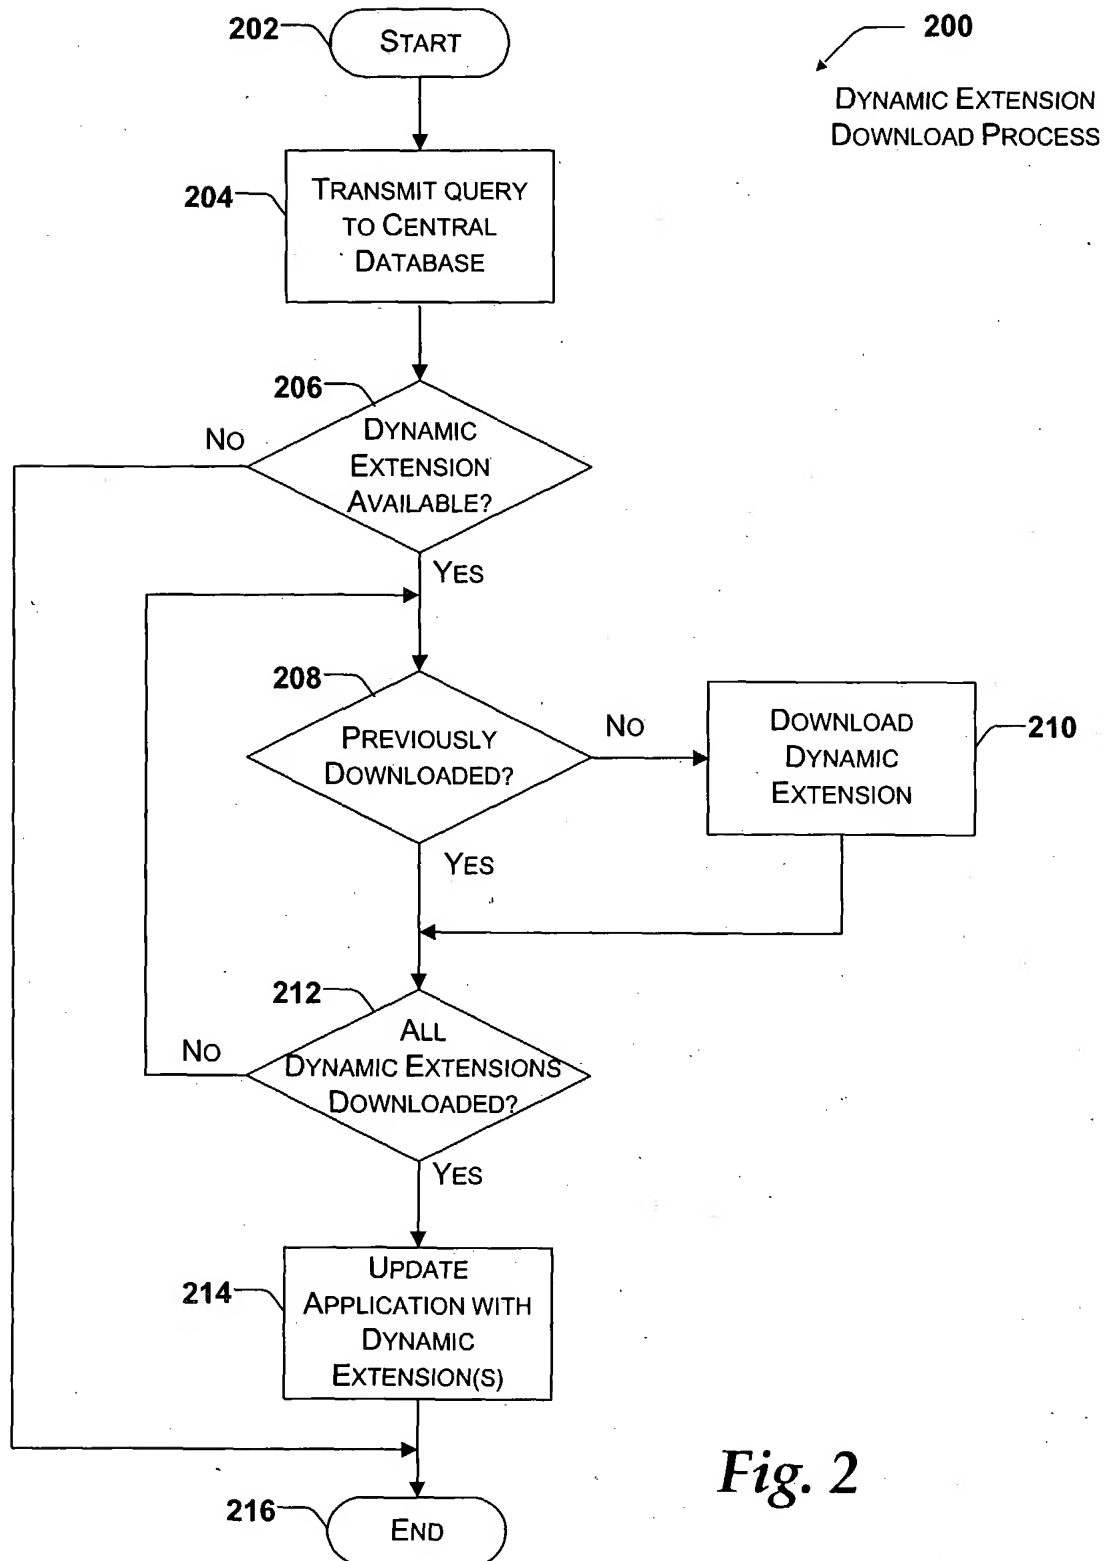 202
START
200
DYNAMIC EXTENSION
DOWNLOAD PROCESS
204
TRANSMIT QUERY
TO CENTRAL
DATABASE
206
NO
DYNAMIC
EXTENSION
AVAILABLE?
YES
208
PREVIOUSLY
DOWNLOADED?
NO
DOWNLOAD
DYNAMIC
EXTENSION
210
YES
212
NO
ALL
DYNAMIC EXTENSIONS
DOWNLOADED?
YES
214
UPDATE
APPLICATION WITH
DYNAMIC
EXTENSION(S)
216
END
Fig. 2